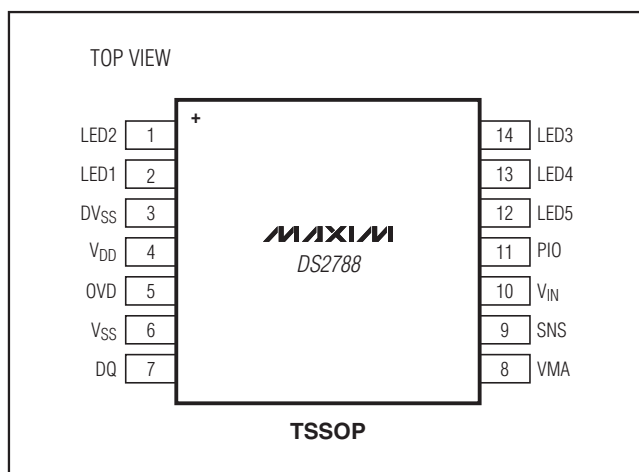 TOP VIEW
+
LED2 1
LED1 2
DVSS 3
VDD 4
OVD 5
VSS 6
DQ 7
MAXIM
DS2788
14 LED3
13 LED4
12 LED5
11 PIO
10 VIN
9 SNS
8 VMA
TSSOP